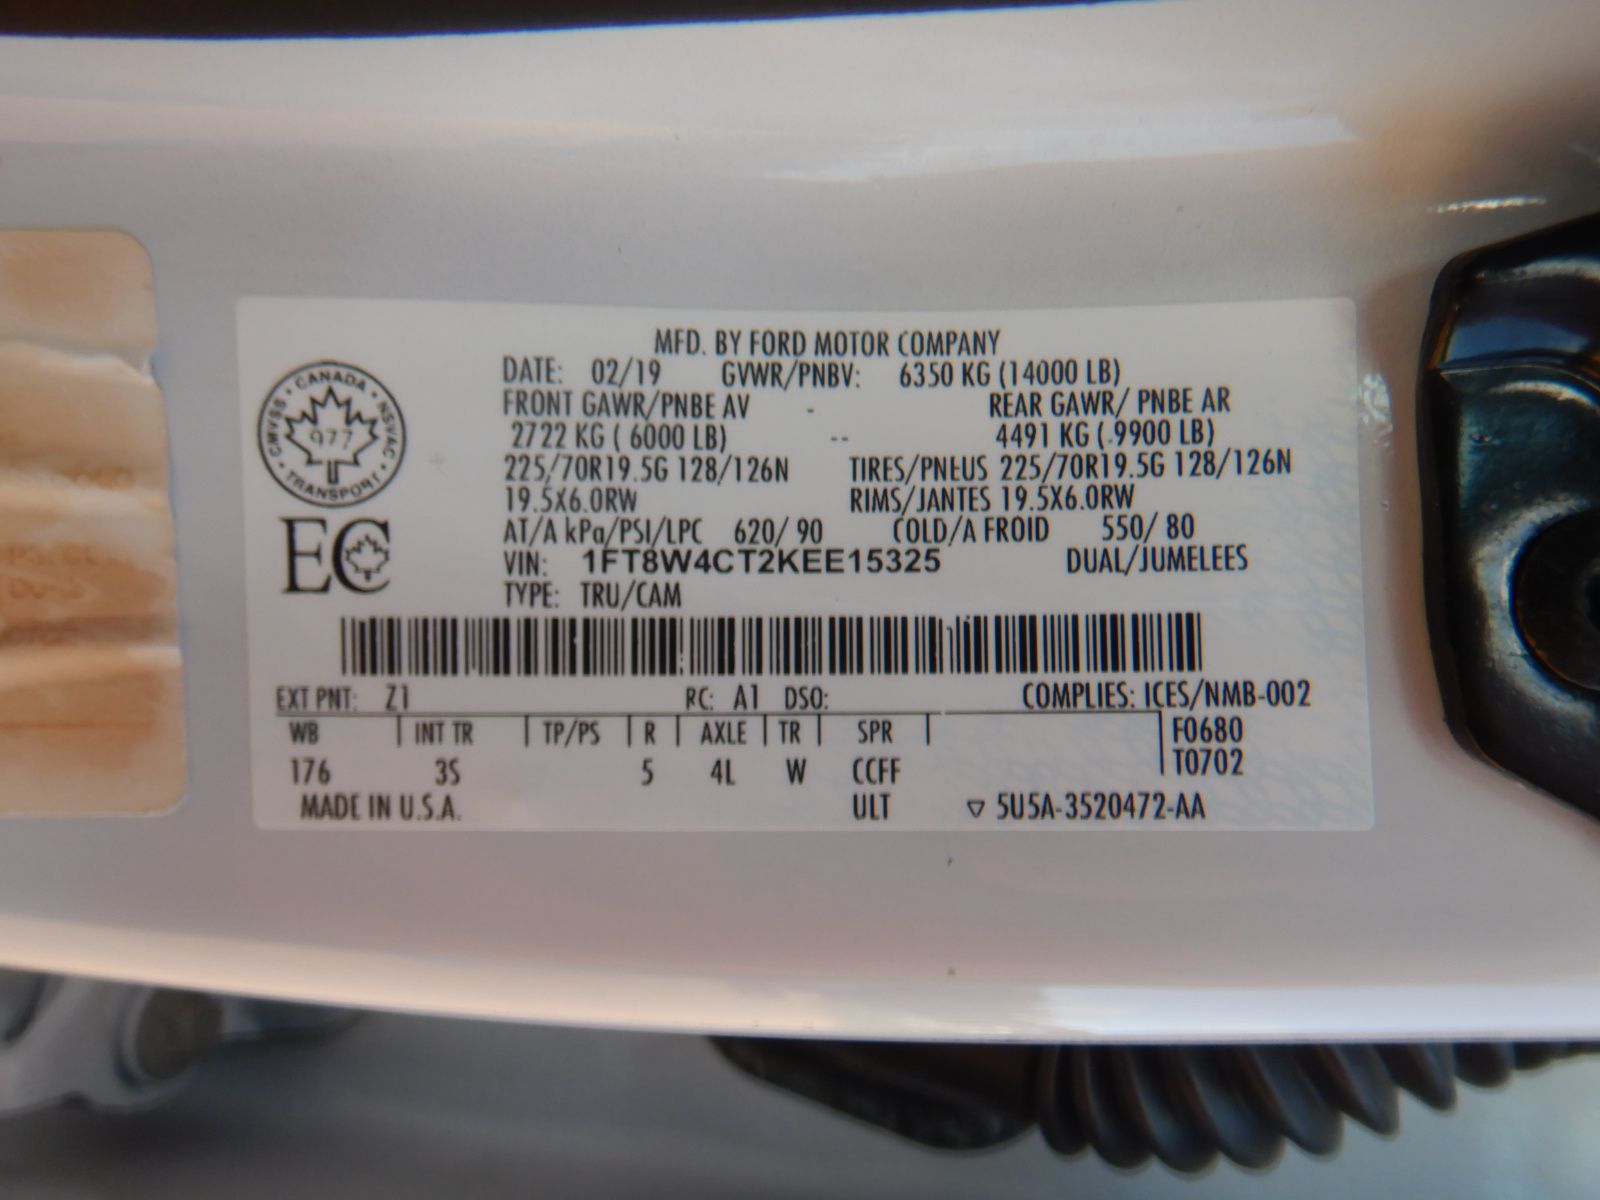 MFD. BY FORD MOTOR COMPANY
DATE: 02/19 GVWR/PNBV: 6350 KG (14000 LB)
FRONT GAWR/PNBE AV - REAR GAWR/ PNBE AR
2722 KG ( 6000 LB) -- 4491 KG ( 9900 LB)
225/70R19.5G 128/126N TIRES/PNEUS 225/70R19.5G 128/126N
19.5X6.0RW RIMS/JANTES 19.5X6.0RW
AT/A kPa/PSI/LPC 620/ 90 COLD/A FROID 550/ 80
VIN: 1FT8W4CT2KEE15325 DUAL/JUMELEES
TYPE: TRU/CAM
CANADA
CMVSS 977 NSVAC
TRANSPORT
EC
EXT PNT: Z1 RC: A1 DSO: COMPLIES: ICES/NMB-002
WB INT TR TP/PS R AXLE TR SPR F0680
176 3S 5 4L W CCFF T0702
MADE IN U.S.A. ULT ▽ 5U5A-3520472-AA